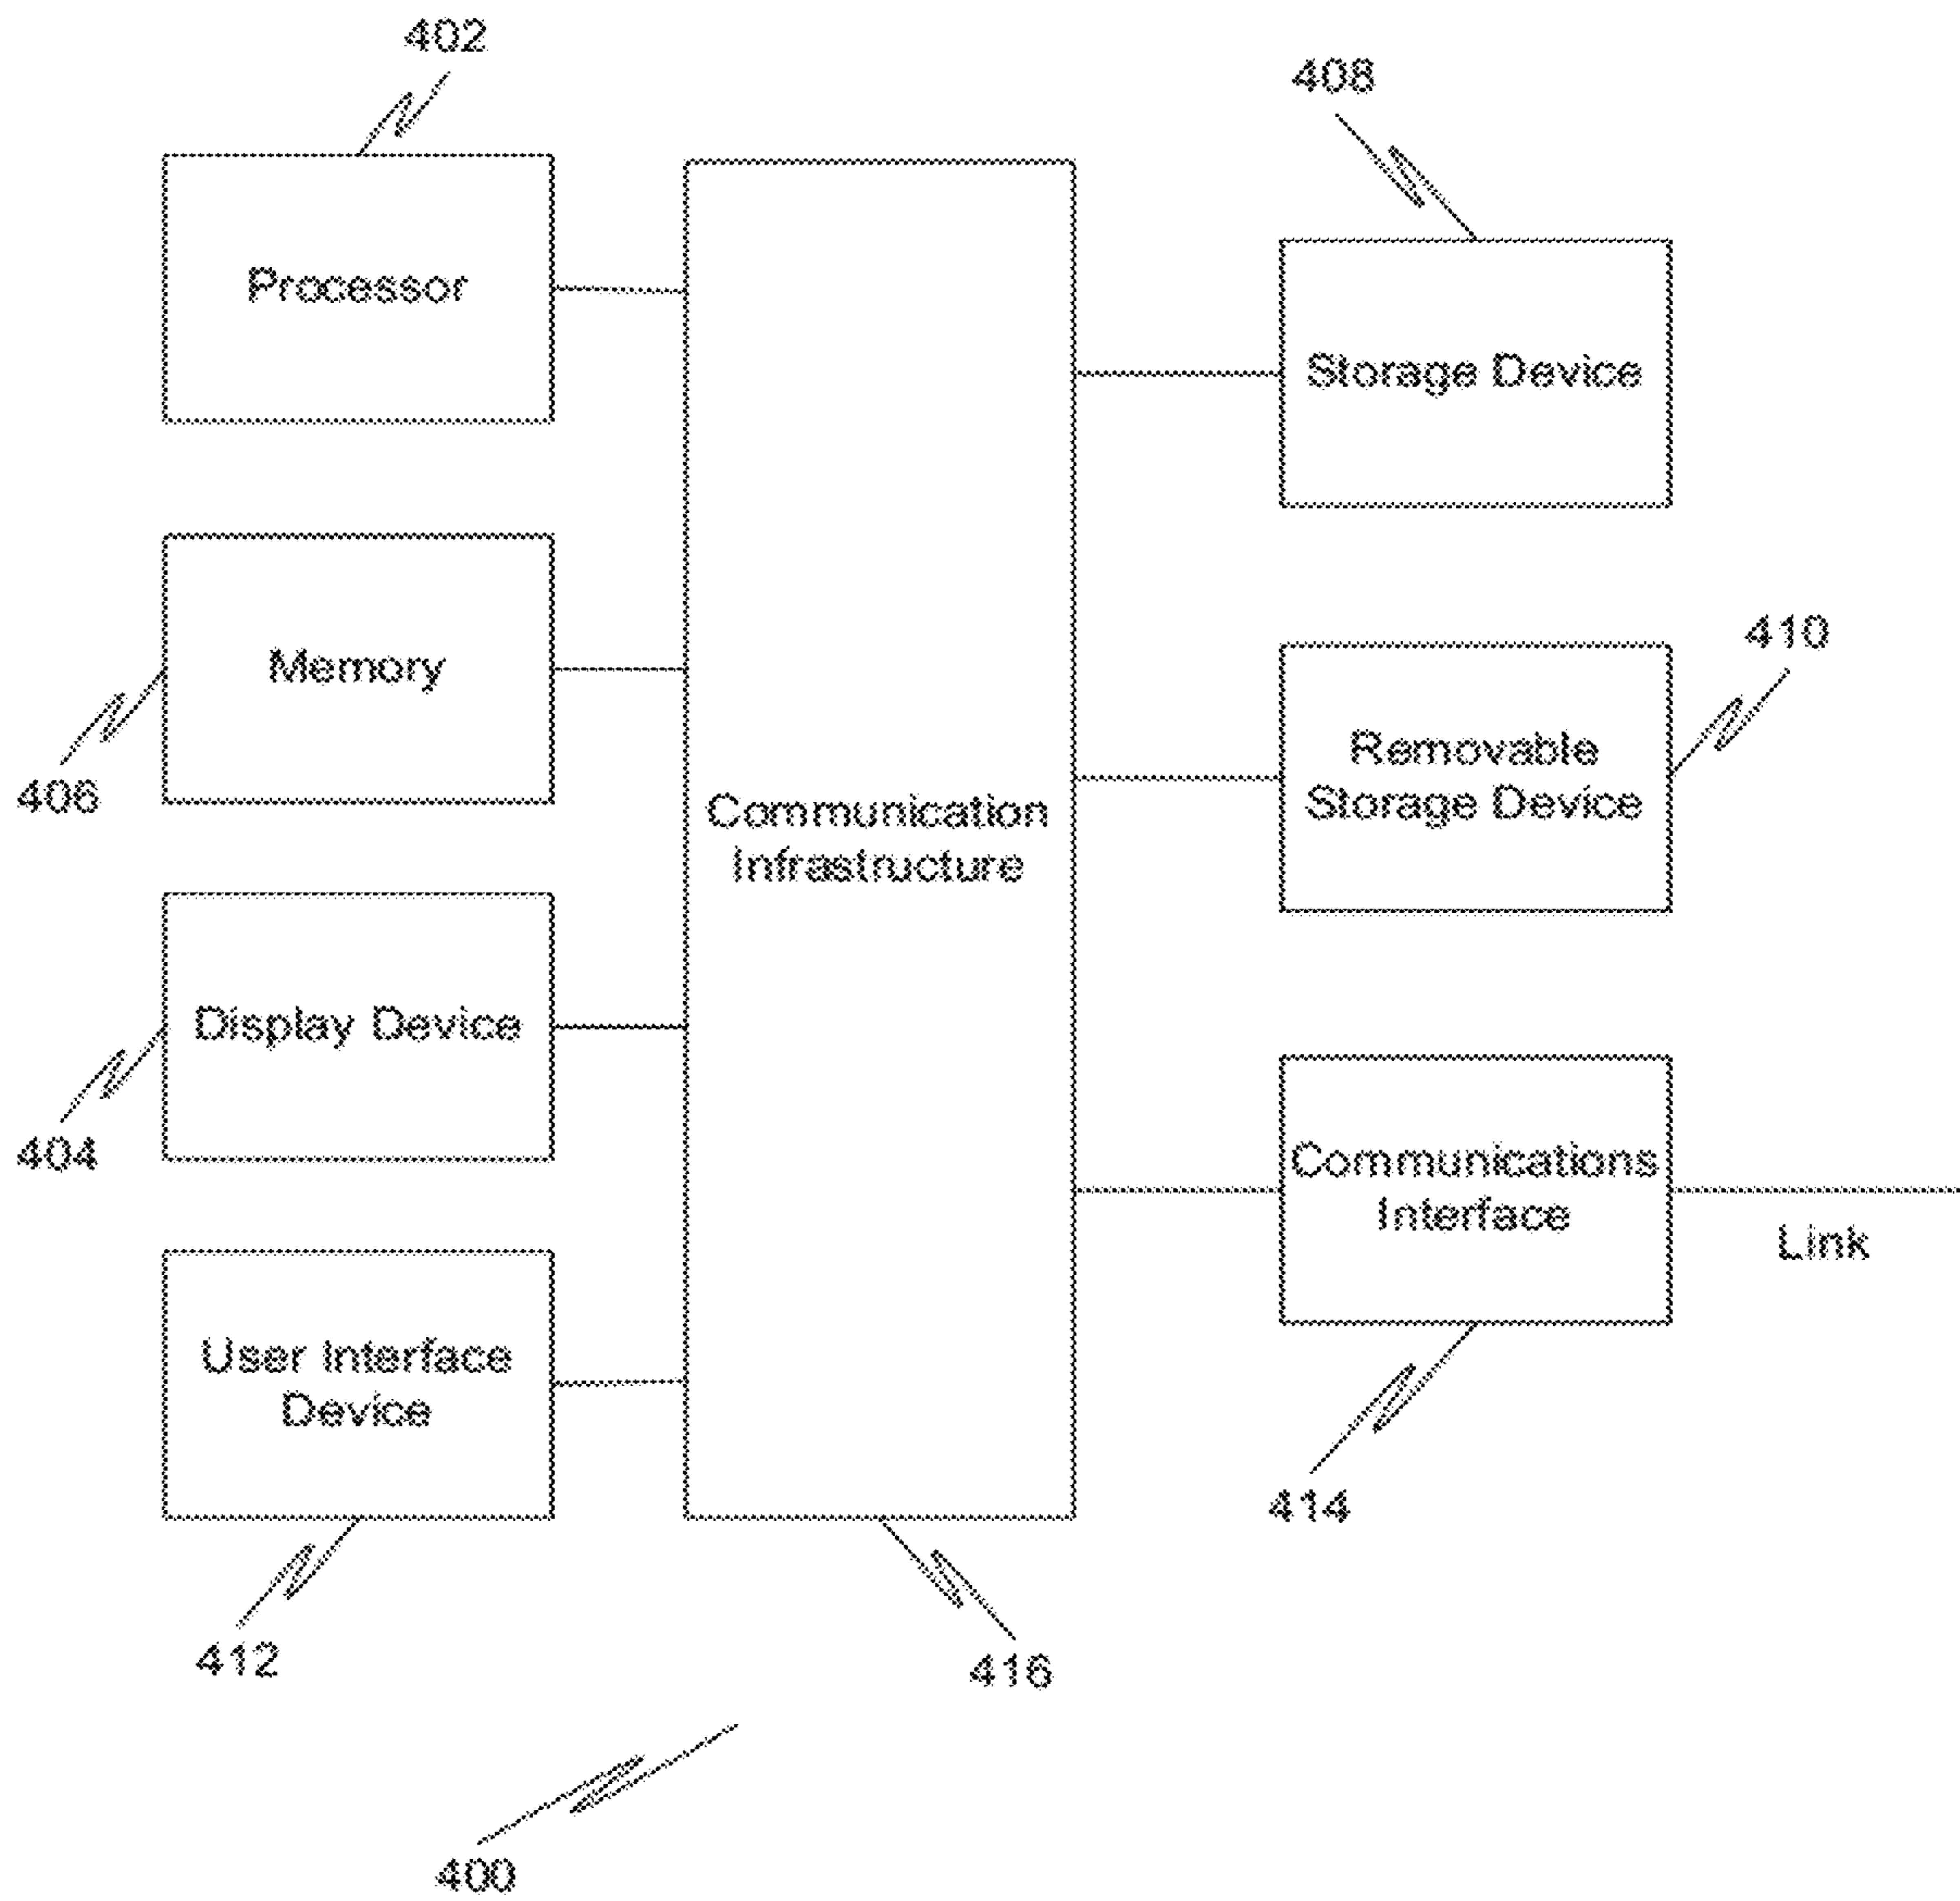 402
408
Processor
Storage Device
410
Memory
Removable
Storage Device
406
Communication
Infrastructure
Display Device
404
Communications
Interface
Link
User Interface
Device
414
412
416
400